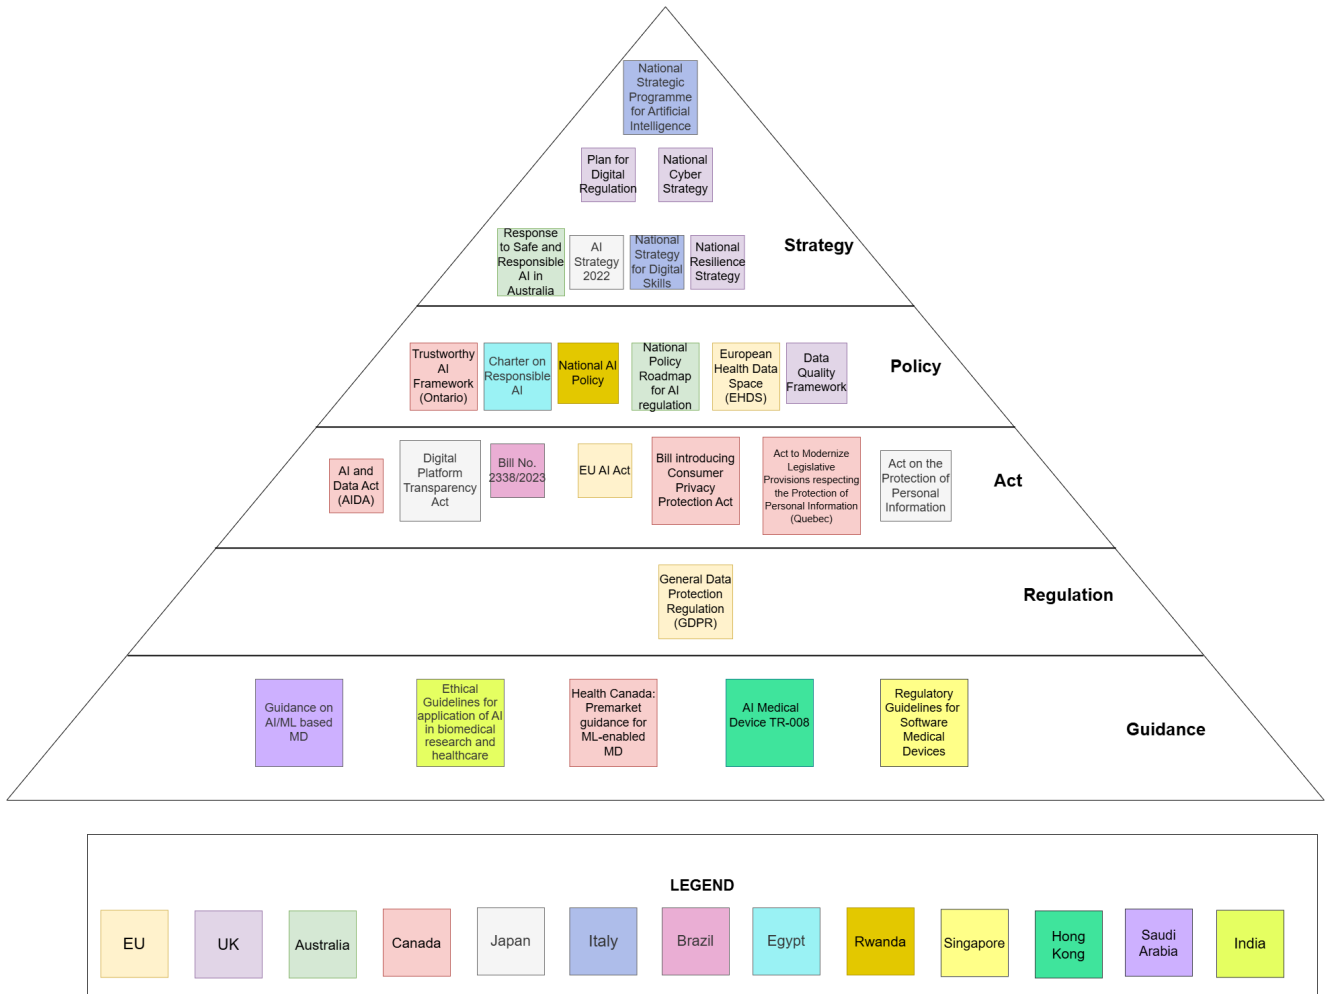 National
Strategic
Programme
for Artificial
Intelligence
Plan for
Digital
Regulation
National
Cyber
Strategy
Response
to Safe and
Responsible
AI in
Australia
AI
Strategy
2022
National
Strategy
for Digital
Skills
National
Resilience
Strategy
Strategy
Trustworthy
AI
Framework
(Ontario)
Charter on
Responsible
AI
National AI
Policy
National
Policy
Roadmap
for AI
regulation
European
Health Data
Space
(EHDS)
Data
Quality
Framework
Policy
AI and
Data Act
(AIDA)
Digital
Platform
Transparency
Act
Bill No.
2338/2023
EU AI Act
Bill introducing
Consumer
Privacy
Protection Act
Act to Modernize
Legislative
Provisions respecting
the Protection of
Personal Information
(Quebec)
Act on the
Protection of
Personal
Information
Act
General Data
Protection
Regulation
(GDPR)
Regulation
Guidance on
AI/ML based
MD
Ethical
Guidelines for
application of AI
in biomedical
research and
healthcare
Health Canada:
Premarket
guidance for
ML-enabled
MD
AI Medical
Device TR-008
Regulatory
Guidelines for
Software
Medical
Devices
Guidance
LEGEND
EU
UK
Australia
Canada
Japan
Italy
Brazil
Egypt
Rwanda
Singapore
Hong
Kong
Saudi
Arabia
India